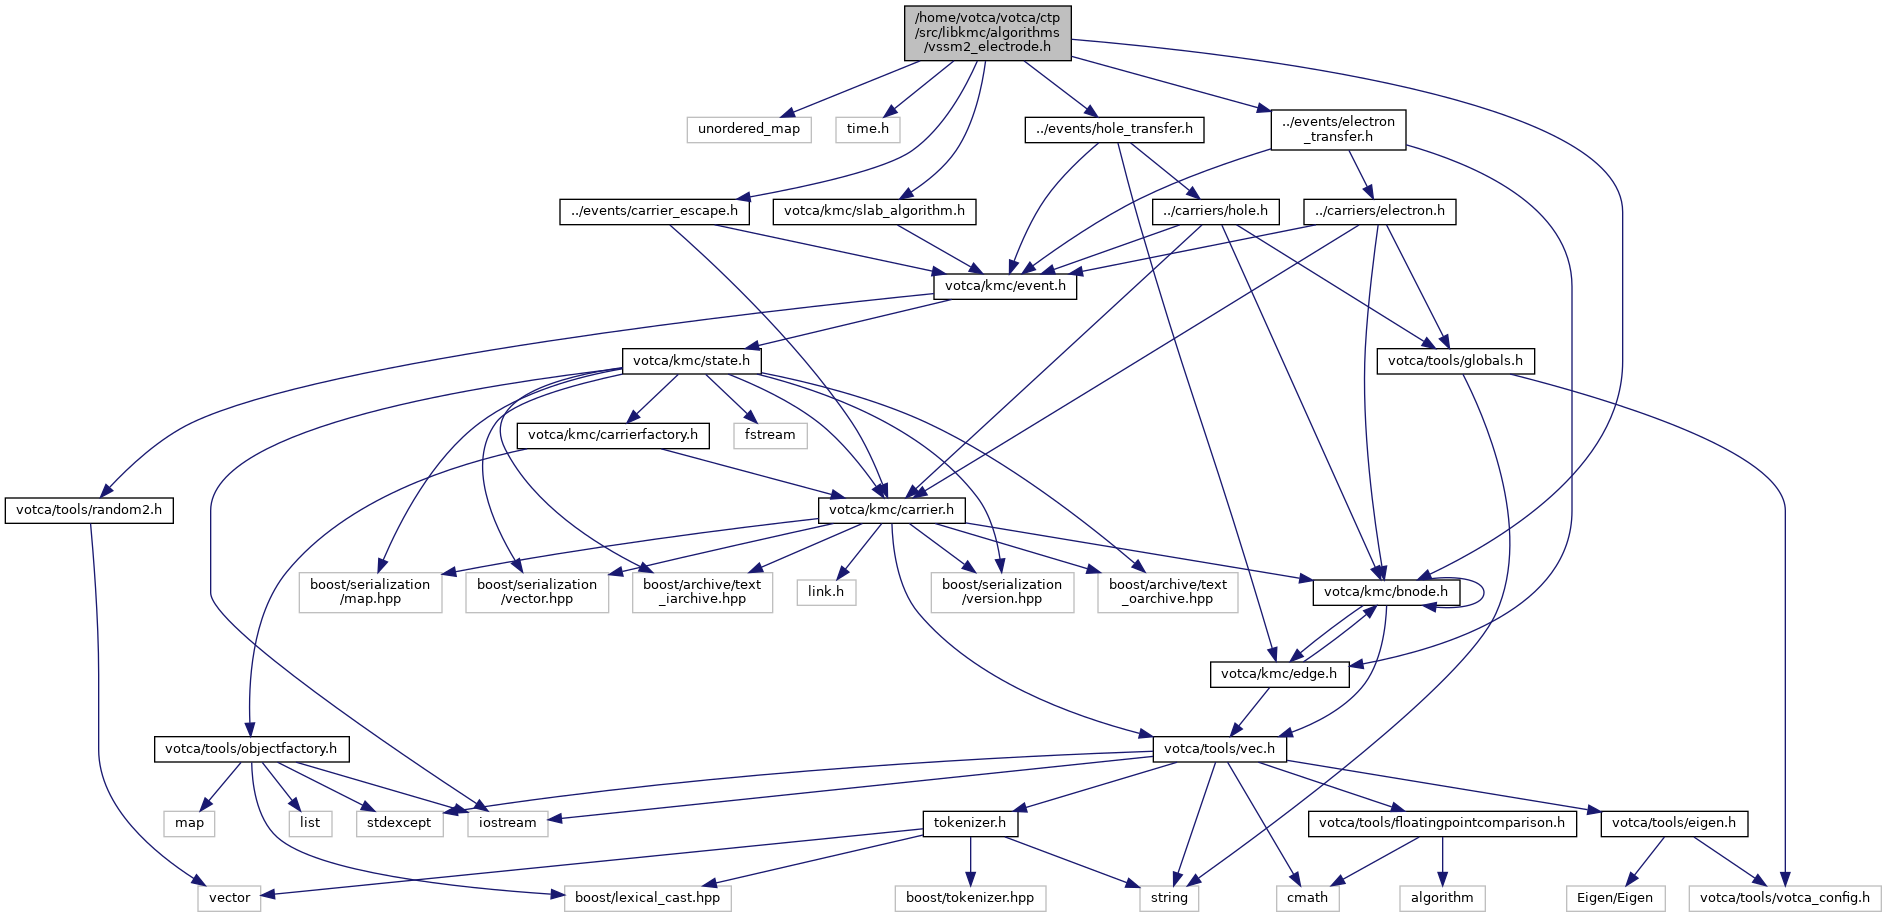 /home/votca/votca/ctp
/src/libkmc/algorithms
/vssm2_electrode.h
unordered_map
time.h
../events/hole_transfer.h
../events/electron
_transfer.h
../events/carrier_escape.h
votca/kmc/slab_algorithm.h
../carriers/hole.h
../carriers/electron.h
votca/kmc/event.h
votca/kmc/state.h
votca/tools/globals.h
votca/kmc/carrierfactory.h
fstream
votca/tools/random2.h
votca/kmc/carrier.h
boost/serialization
/map.hpp
boost/serialization
/vector.hpp
boost/archive/text
_iarchive.hpp
link.h
boost/serialization
/version.hpp
boost/archive/text
_oarchive.hpp
votca/kmc/bnode.h
votca/kmc/edge.h
votca/tools/objectfactory.h
votca/tools/vec.h
map
list
stdexcept
iostream
tokenizer.h
votca/tools/floatingpointcomparison.h
votca/tools/eigen.h
vector
boost/lexical_cast.hpp
boost/tokenizer.hpp
string
cmath
algorithm
Eigen/Eigen
votca/tools/votca_config.h